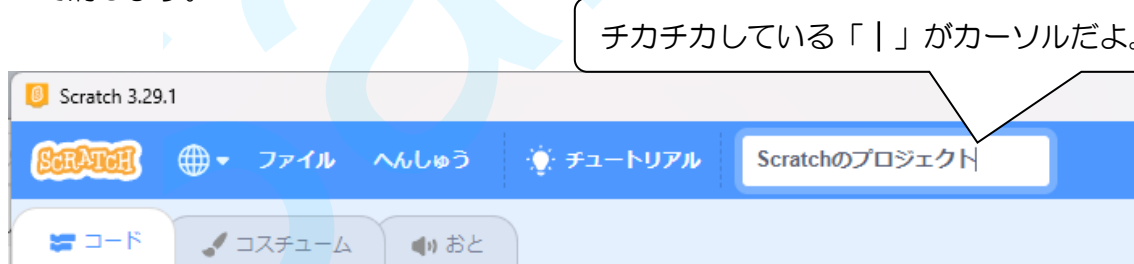 チカチカしている「|」がカーソルだよ。
Scratch 3.29.1
SCRATCH ファイル へんしゅう チュートリアル Scratchのプロジェクト
コード コスチューム おと